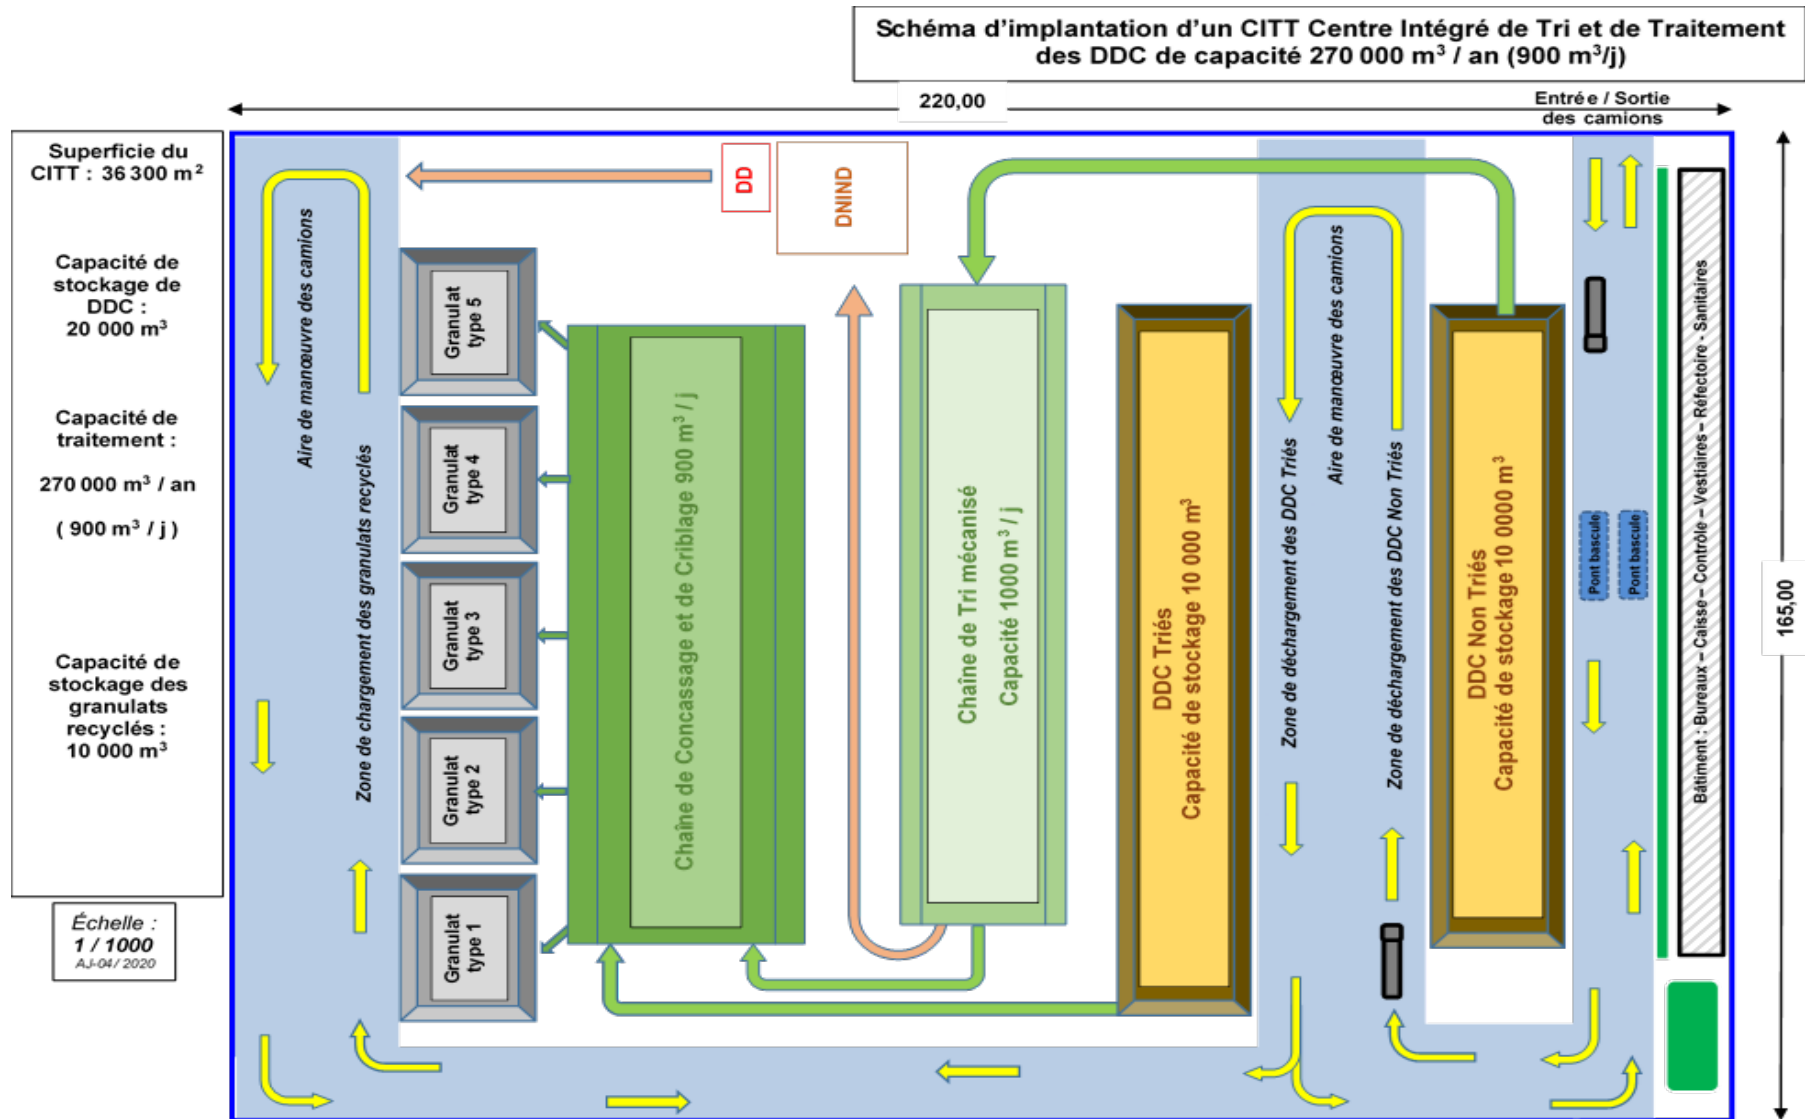 Schéma d'implantation d'un CITT Centre Intégré de Tri et de Traitement
des DDC de capacité 270 000 m³ / an (900 m³/j)
220,00
Entrée / Sortie
des camions
Superficie du
CITT : 36 300 m²
Capacité de
stockage de
DDC :
20 000 m³
Capacité de
traitement :
270 000 m³ / an
( 900 m³ / j )
Capacité de
stockage des
granulats
recyclés :
10 000 m³
Échelle :
1 / 1000
AJ-04/ 2020
Aire de manœuvre des camions
Zone de chargement des granulats recyclés
Granulat
type 5
Granulat
type 4
Granulat
type 3
Granulat
type 2
Granulat
type 1
Chaîne de Concassage et de Criblage 900 m³ / j
DD
DNIND
Chaîne de Tri mécanisé
Capacité 1000 m³ / j
DDC Triés
Capacité de stockage 10 000 m³
Zone de déchargement des DDC Triés
Aire de manœuvre des camions
Zone de déchargement des DDC Non Triés
DDC Non Triés
Capacité de stockage 10 0000 m³
Pont bascule
Pont bascule
Bâtiment : Bureaux – Caisse – Contrôle – Vestiaires – Réfectoire - Sanitaires
165,00